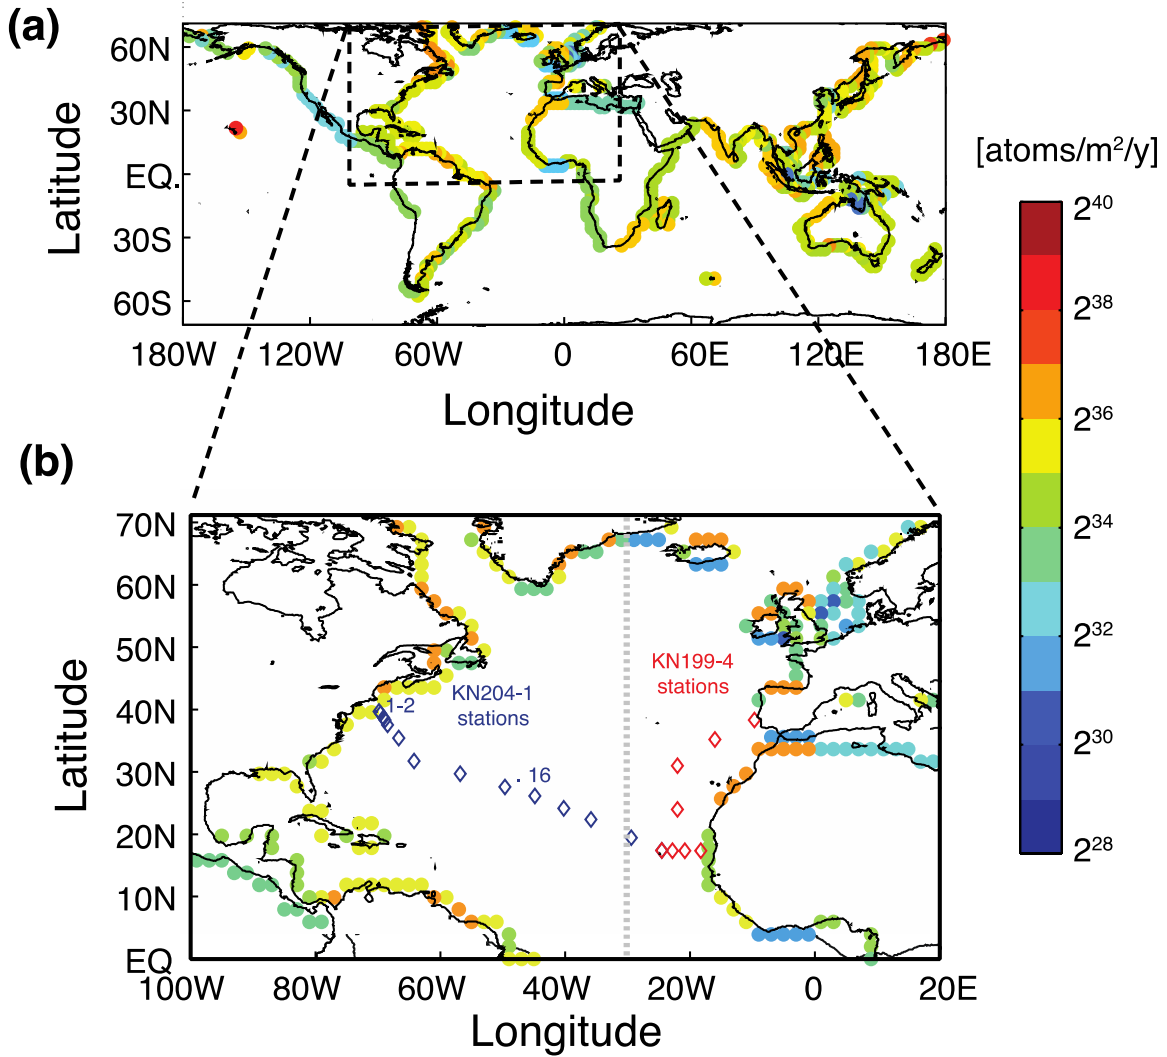 (a)
60N
30N
EQ.
30S
60S
Latitude
180W
120W
60W
0
60E
120E
180E
Longitude
[atoms/m²/y]
2⁴⁰
2³⁸
2³⁶
2³⁴
2³²
2³⁰
2²⁸
(b)
70N
60N
50N
40N
30N
20N
10N
EQ
Latitude
KN199-4
stations
KN204-1
stations
1-2
. 16
100W
80W
60W
40W
20W
0
20E
Longitude